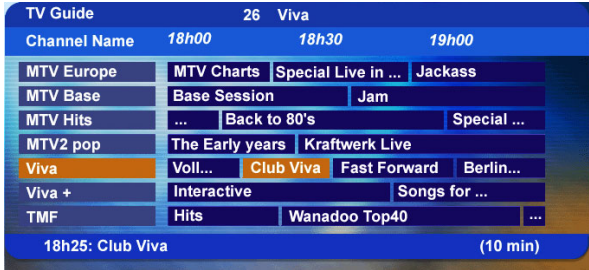 TV Guide 26 Viva
Channel Name 18h00 18h30 19h00
MTV Europe MTV Charts Special Live in ... Jackass
MTV Base Base Session Jam
MTV Hits ... Back to 80's Special ...
MTV2 pop The Early years Kraftwerk Live
Viva Voll... Club Viva Fast Forward Berlin...
Viva + Interactive Songs for ...
TMF Hits Wanadoo Top40 ...
18h25: Club Viva (10 min)